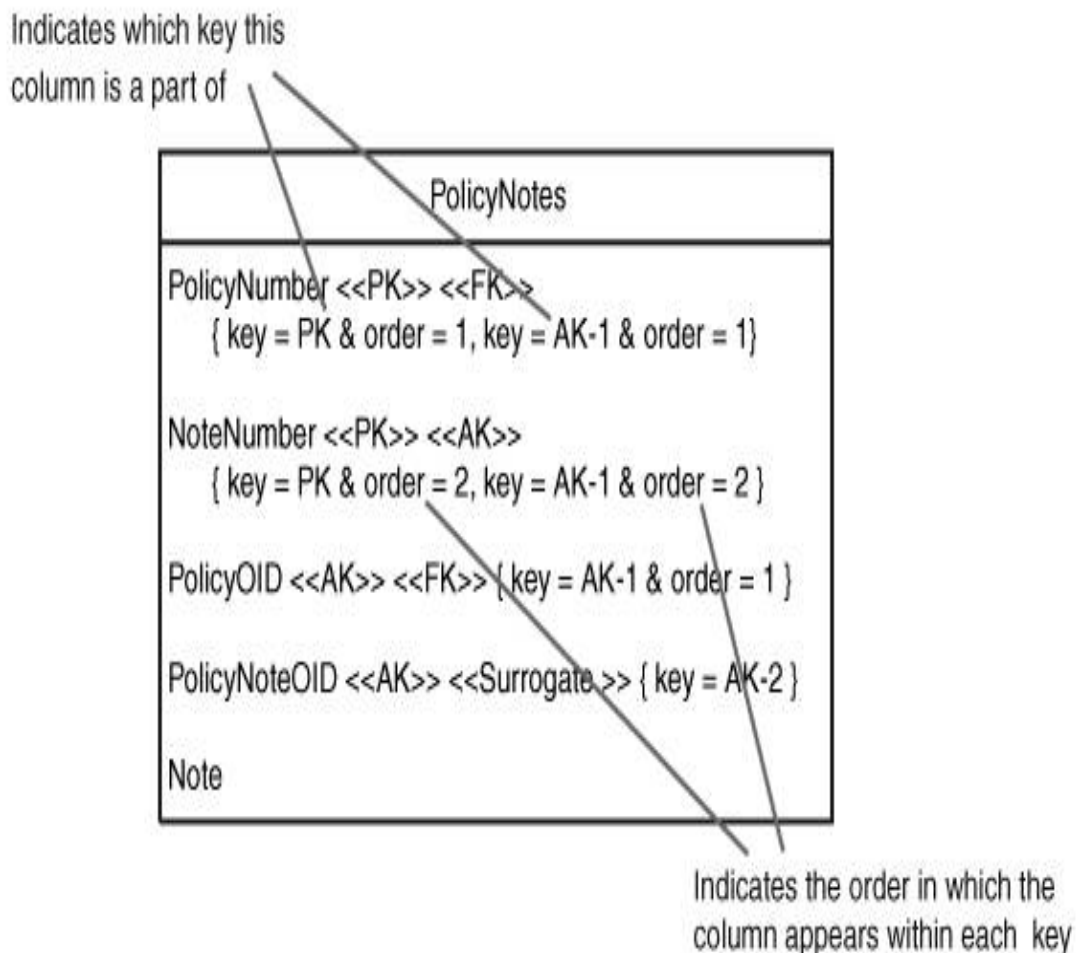 Indicates which key this
column is a part of
PolicyNotes
PolicyNumber <<PK>> <<FK>>
{ key = PK & order = 1, key = AK-1 & order = 1}
NoteNumber <<PK>> <<AK>>
{ key = PK & order = 2, key = AK-1 & order = 2 }
PolicyOID <<AK>> <<FK>> { key = AK-1 & order = 1 }
PolicyNoteOID <<AK>> <<Surrogate >> { key = AK-2 }
Note
Indicates the order in which the
column appears within each key